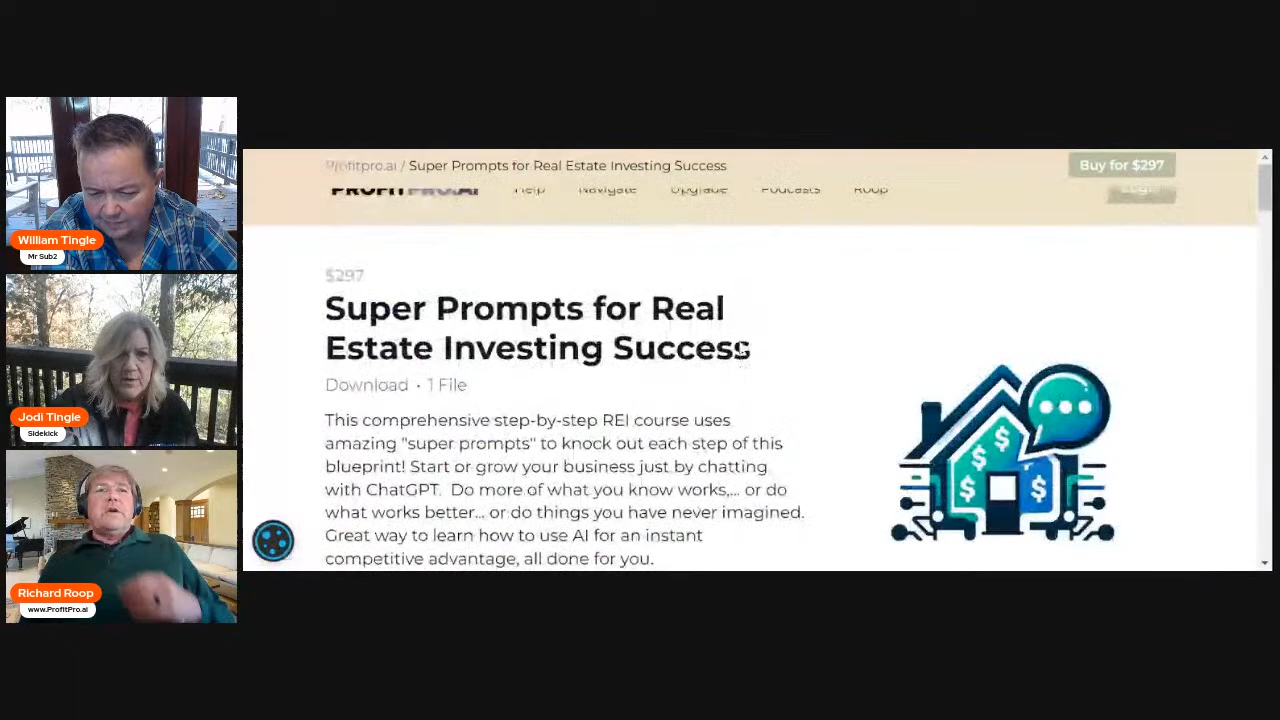 William Tingle
Mr Sub2
Jodi Tingle
Sidekick
Richard Roop
www.ProfitPro.ai
Profitpro.ai / Super Prompts for Real Estate Investing Success
Buy for $297
PROFITPRO.AI Help Navigate Upgrade Podcasts Roop
$297
Super Prompts for Real
Estate Investing Success
Download • 1 File
This comprehensive step-by-step REI course uses
amazing "super prompts" to knock out each step of this
blueprint! Start or grow your business just by chatting
with ChatGPT. Do more of what you know works,... or do
what works better... or do things you have never imagined.
Great way to learn how to use AI for an instant
competitive advantage, all done for you.
$
$
$
$